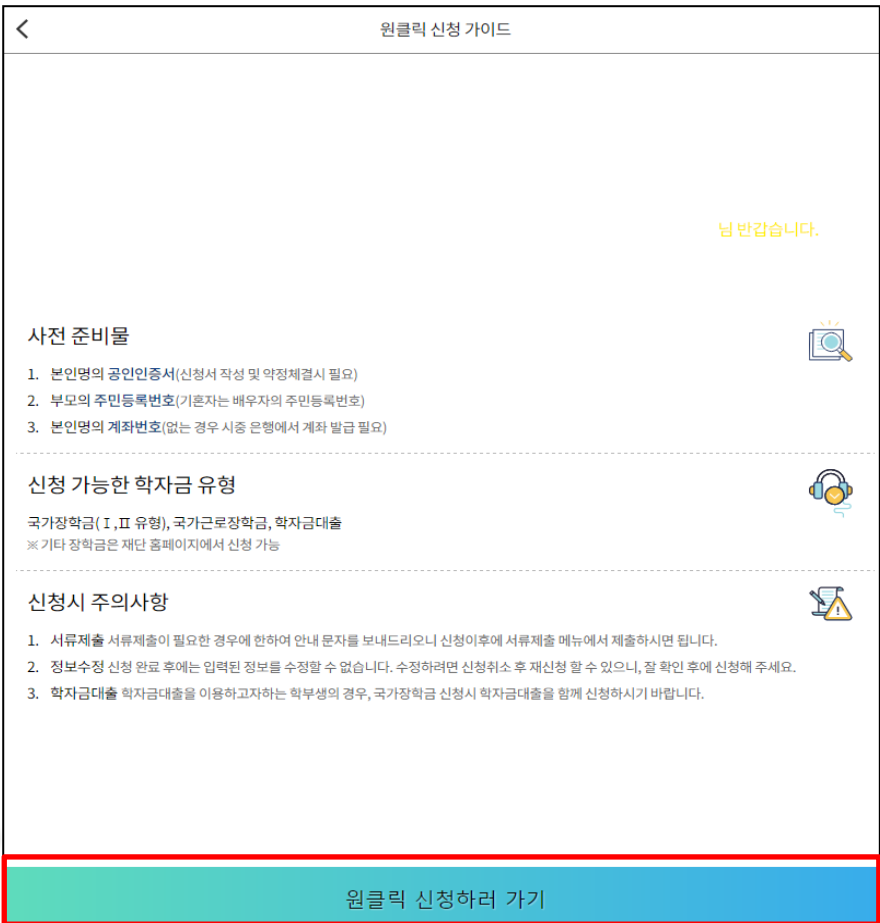 원클릭 신청 가이드
님 반갑습니다.
사전 준비물
1. 본인명의 공인인증서(신청서 작성 및 약정체결시 필요)
2. 부모의 주민등록번호(기혼자는 배우자의 주민등록번호)
3. 본인명의 계좌번호(없는 경우 시중 은행에서 계좌 발급 필요)
신청 가능한 학자금 유형
국가장학금(Ⅰ,Ⅱ 유형), 국가근로장학금, 학자금대출
※ 기타 장학금은 재단 홈페이지에서 신청 가능
신청시 주의사항
1. 서류제출 서류제출이 필요한 경우에 한하여 안내 문자를 보내드리오니 신청이후에 서류제출 메뉴에서 제출하시면 됩니다.
2. 정보수정 신청 완료 후에는 입력된 정보를 수정할 수 없습니다. 수정하려면 신청취소 후 재신청 할 수 있으니, 잘 확인 후에 신청해 주세요.
3. 학자금대출 학자금대출을 이용하고자하는 학부생의 경우, 국가장학금 신청시 학자금대출을 함께 신청하시기 바랍니다.
원클릭 신청하러 가기